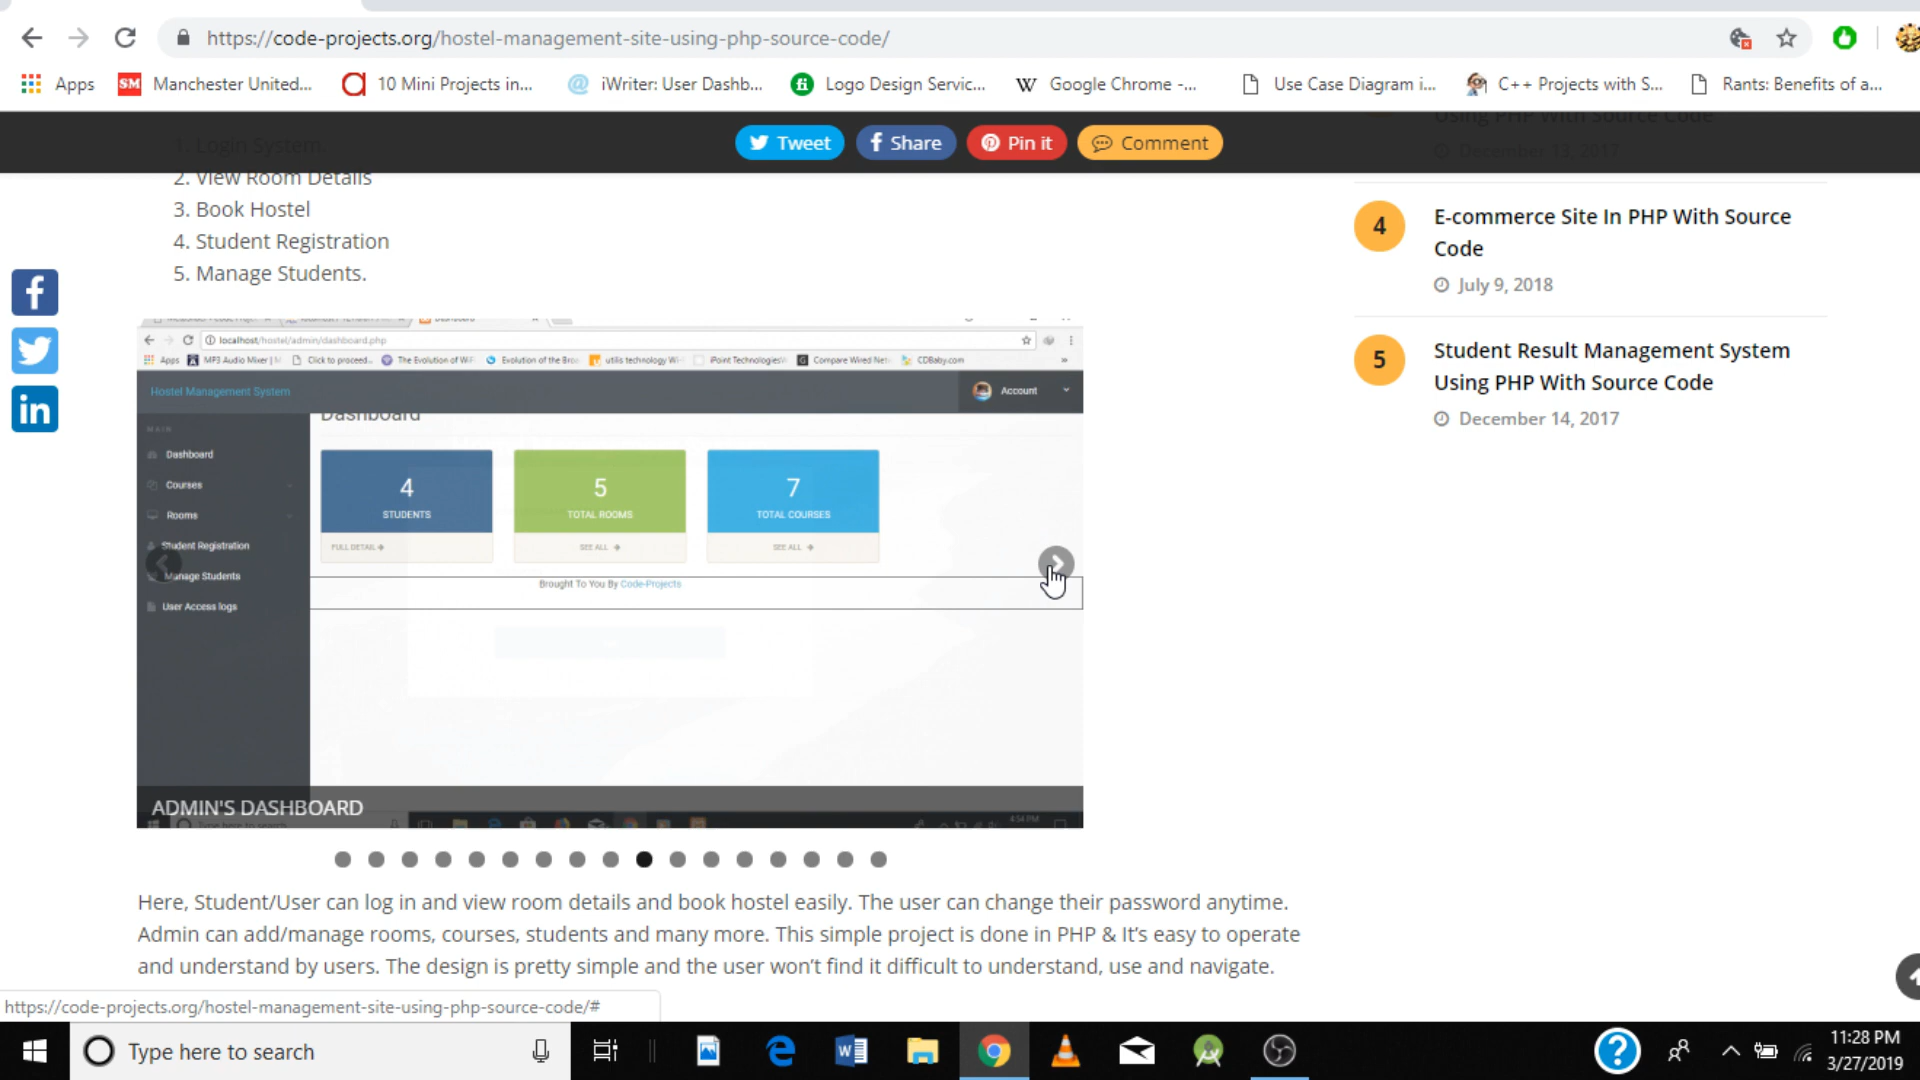 https://code-projects.org/hostel-management-site-using-php-source-code/
Apps
SM Manchester United...
10 Mini Projects in...
iWriter: User Dashb...
fi Logo Design Servic...
W Google Chrome -...
Use Case Diagram i...
C++ Projects with S...
Rants: Benefits of a...
1. Login System.
Tweet
Share
Pin it
Comment
2. View Room Details
3. Book Hostel
4. Student Registration
5. Manage Students.
Using PHP With Source Code
December 13, 2017
4
E-commerce Site In PHP With Source
Code
July 9, 2018
5
Student Result Management System
Using PHP With Source Code
December 14, 2017
localhost/hostel/admin/dashboard.php
Apps
MP3 Audio Mixer | M
Click to proceed...
The Evolution of WiF
Evolution of the Bro
utilis technology Wi
iPoint Technologies
Compare Wired Net
CDBaby.com
Hostel Management System
Account
MAIN
Dashboard
Dashboard
Courses
Rooms
Student Registration
Manage Students
User Access logs
4
STUDENTS
FULL DETAIL
5
TOTAL ROOMS
SEE ALL
7
TOTAL COURSES
SEE ALL
Brought To You By Code-Projects
ADMIN'S DASHBOARD
Type here to search
4:54 PM
Here, Student/User can log in and view room details and book hostel easily. The user can change their password anytime.
Admin can add/manage rooms, courses, students and many more. This simple project is done in PHP & It's easy to operate
and understand by users. The design is pretty simple and the user won't find it difficult to understand, use and navigate.
https://code-projects.org/hostel-management-site-using-php-source-code/#
Type here to search
11:28 PM
3/27/2019